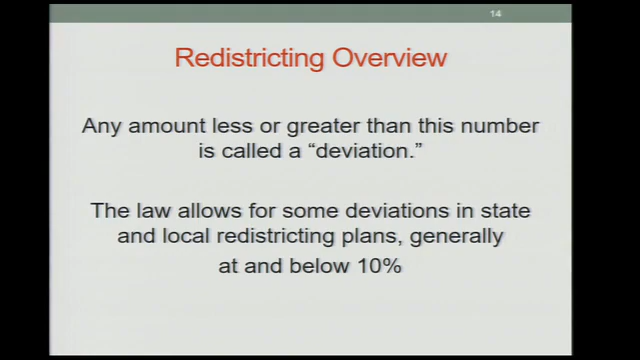 14
Redistricting Overview
Any amount less or greater than this number
is called a “deviation.”
The law allows for some deviations in state
and local redistricting plans, generally
at and below 10%